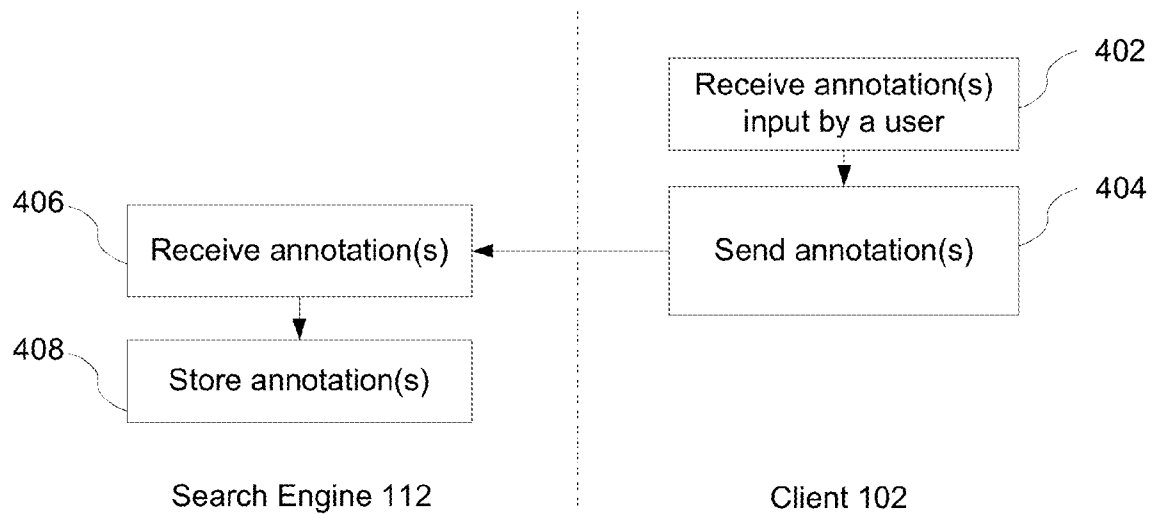 402
Receive annotation(s)
input by a user
404
Send annotation(s)
406
Receive annotation(s)
408
Store annotation(s)
Search Engine 112
Client 102